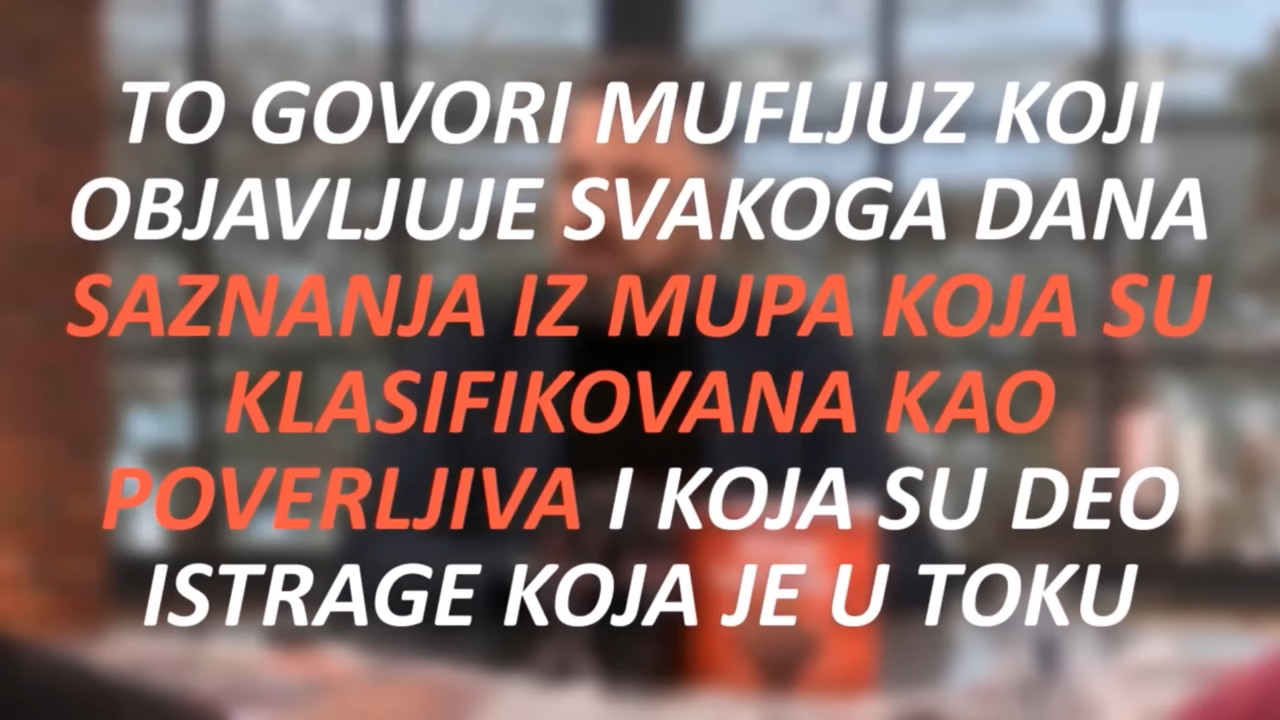 TO GOVORI MUFLJUZ KOJI
OBJAVLJUJE SVAKOGA DANA
SAZNANJA IZ MUPA KOJA SU
KLASIFIKOVANA KAO
POVERLJIVA I KOJA SU DEO
ISTRAGE KOJA JE U TOKU